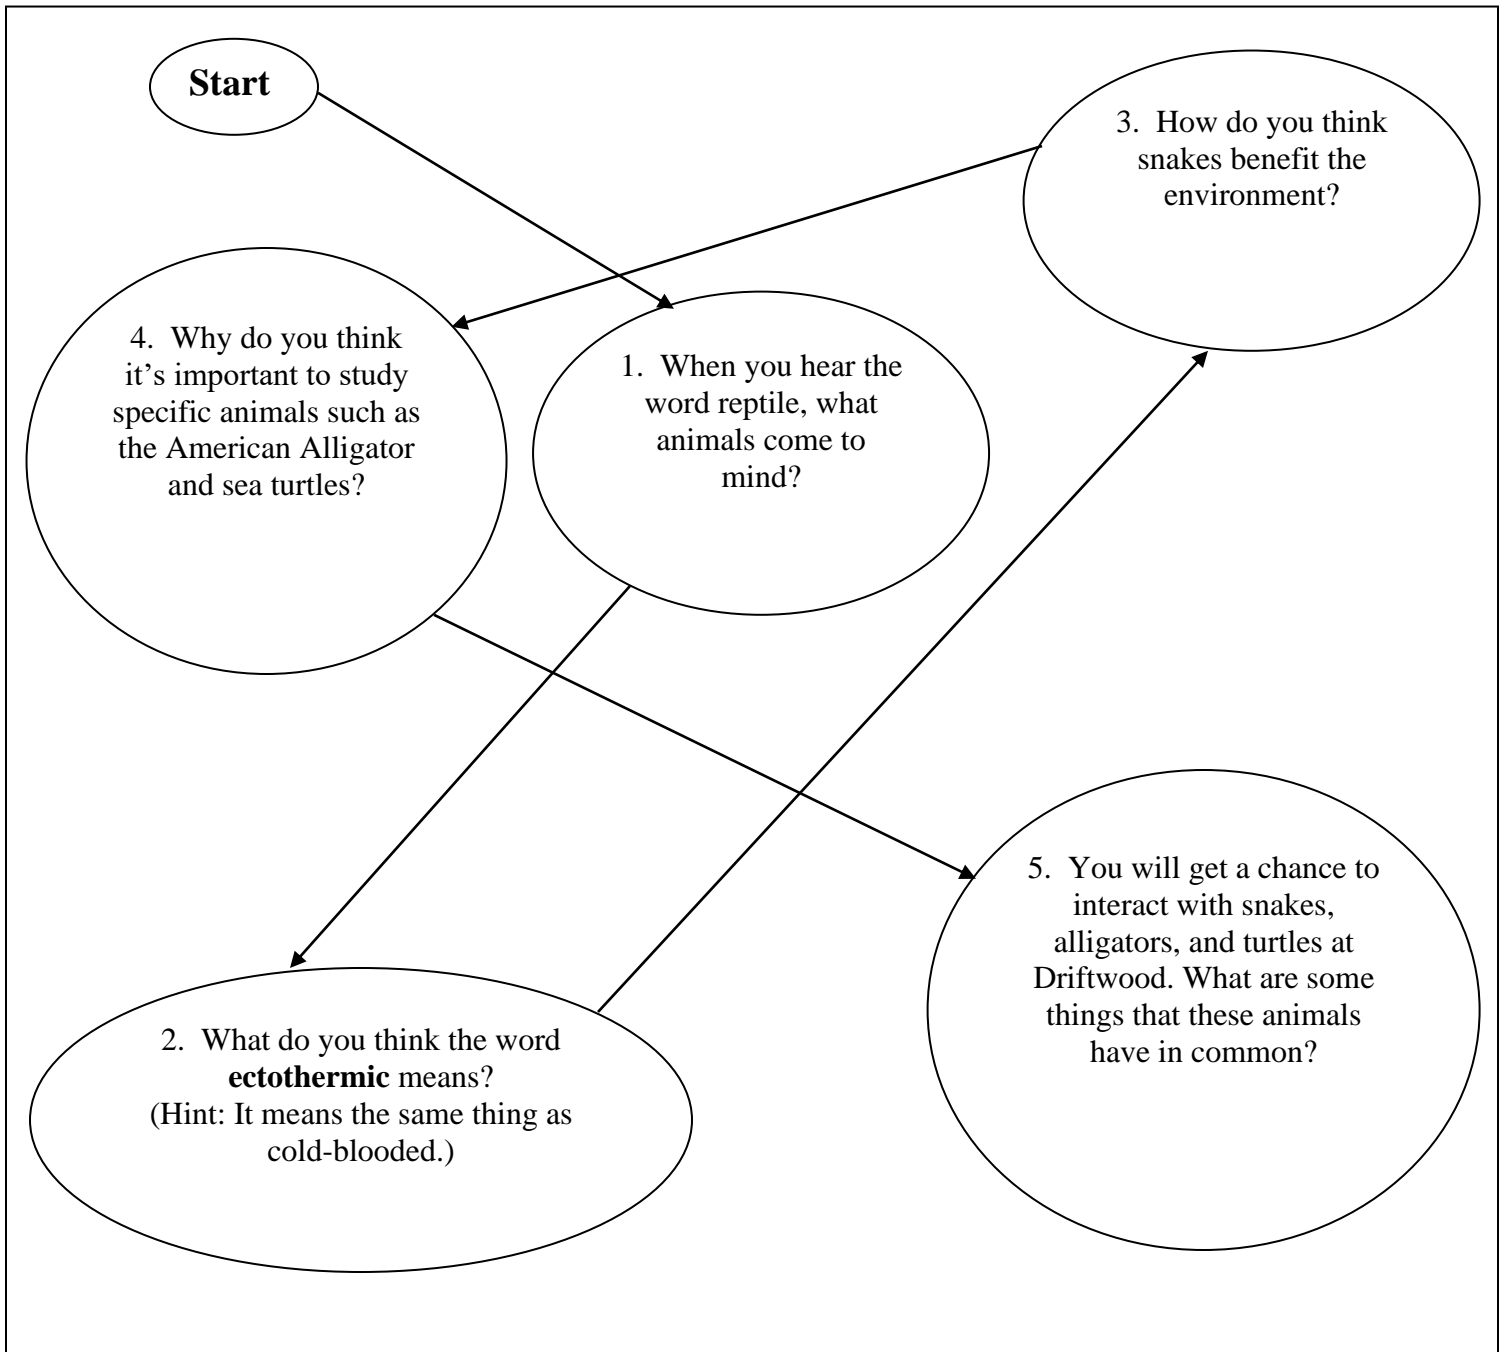 Start
1.  When you hear the
word reptile, what
animals come to
mind?
2.  What do you think the word
ectothermic means?
(Hint: It means the same thing as
cold-blooded.)
3.  How do you think
snakes benefit the
environment?
4.  Why do you think
it’s important to study
specific animals such as
the American Alligator
and sea turtles?
5.  You will get a chance to
interact with snakes,
alligators, and turtles at
Driftwood. What are some
things that these animals
have in common?